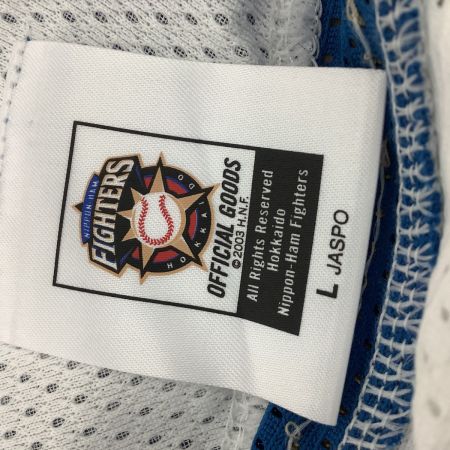 NIPPON-HAM
FIGHTERS
HOKKAIDO
OFFICIAL GOODS
© 2003 H.N.F.
All Rights Reserved
Hokkaido
Nippon-Ham Fighters
L JASPO